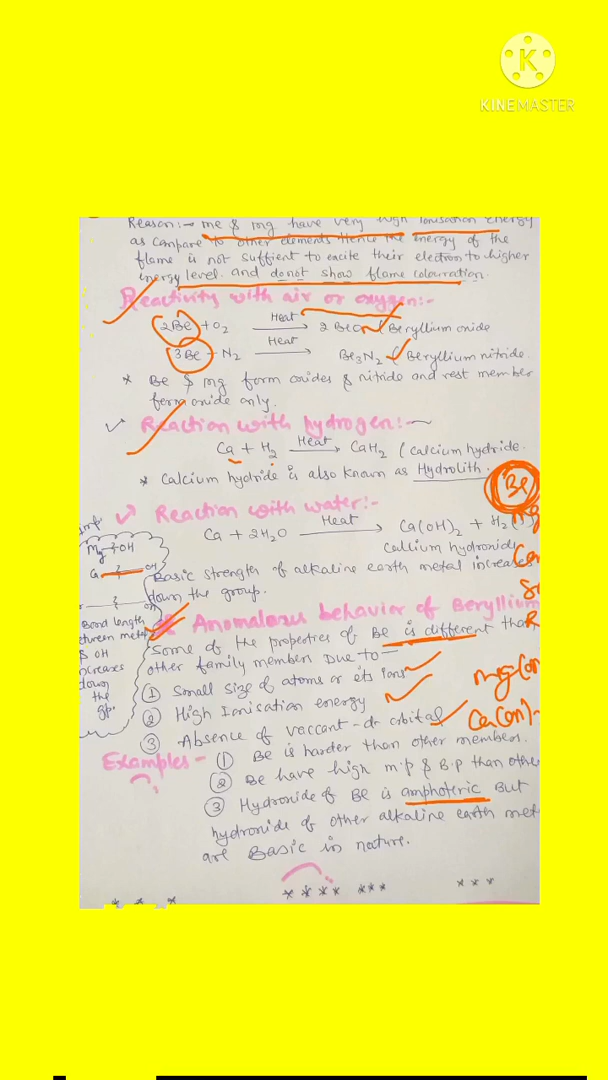 KINEMASTER
Reason:→ me & mg have very high Ionisation energy
as compare to other elements Hence the energy of the
flame is not sufficient to excite their electron to higher
energy level. and do not show flame colouration.
Reactivity with air or oxygen:-
2Be + O2 Heat → 2 BeO (Beryllium oxide
3Be + N2 Heat → Be3N2 (Beryllium nitride.
* Be & mg form oxides & nitride and rest member
form oxide only.
Reaction with hydrogen:-
Ca + H2 Heat → CaH2 (calcium hydride.
* Calcium hydride is also known as Hydrolith.
Be
Reaction with water:-
Ca + 2H2O Heat → Ca(OH)2 + H2
Callium hydroxide
Mg OH
Ca OH
Bond length
between metal
& OH
increases
down
the
gp.
Basic strength of alkaline earth metal increases
down the group.
Anomalous behavior of Beryllium
Some of the properties of Be is different than
other family members Due to—
① Small size of atoms or its ions
② High Ionisation energy
③ Absence of vaccant-d orbital
Examples -
① Be is harder than other members.
② Be have high m.p & B.p than other
③ Hydroxide of Be is amphoteric But
hydroxide of other alkaline earth met
are Basic in nature.
**** *** ***
* * *